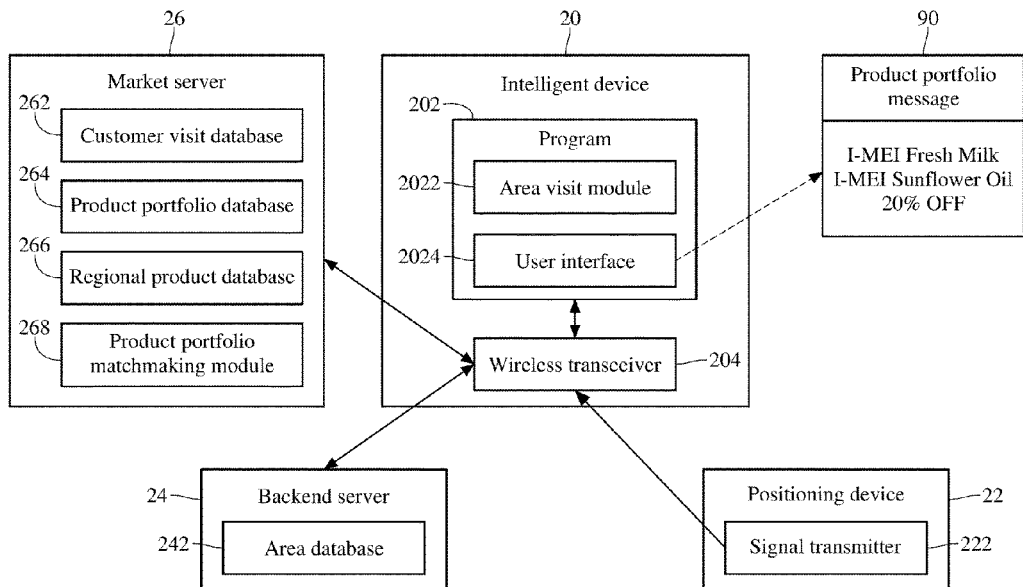 26
Market server
262
Customer visit database
264
Product portfolio database
266
Regional product database
268
Product portfolio
matchmaking module
20
Intelligent device
202
Program
2022
Area visit module
2024
User interface
Wireless transceiver
204
90
Product portfolio
message
I-MEI Fresh Milk
I-MEI Sunflower Oil
20% OFF
24
Backend server
242
Area database
Positioning device
22
Signal transmitter
222